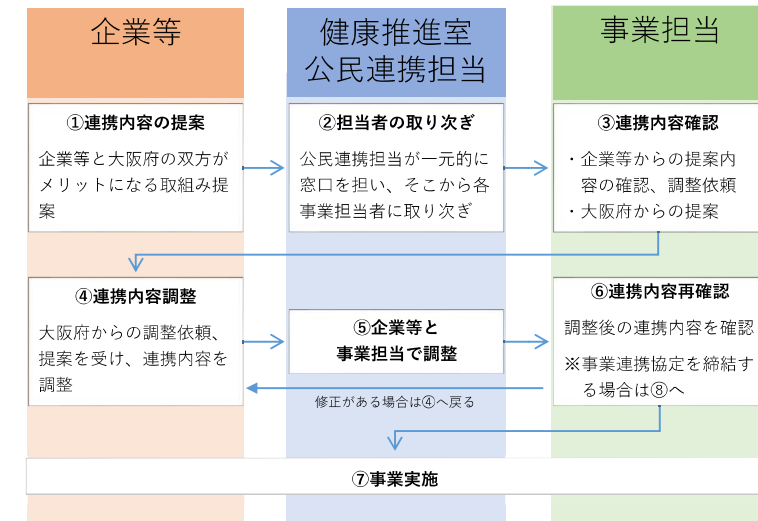 企業等
健康推進室
公民連携担当
事業担当
①連携内容の提案
企業等と大阪府の双方が
メリットになる取組み提
案
②担当者の取り次ぎ
公民連携担当が一元的に
窓口を担い、そこから各
事業担当者に取り次ぎ
③連携内容確認
・企業等からの提案内
容の確認、調整依頼
・大阪府からの提案
④連携内容調整
大阪府からの調整依頼、
提案を受け、連携内容を
調整
⑤企業等と
事業担当で調整
⑥連携内容再確認
調整後の連携内容を確認
※事業連携協定を締結す
る場合は⑧へ
修正がある場合は④へ戻る
⑦事業実施